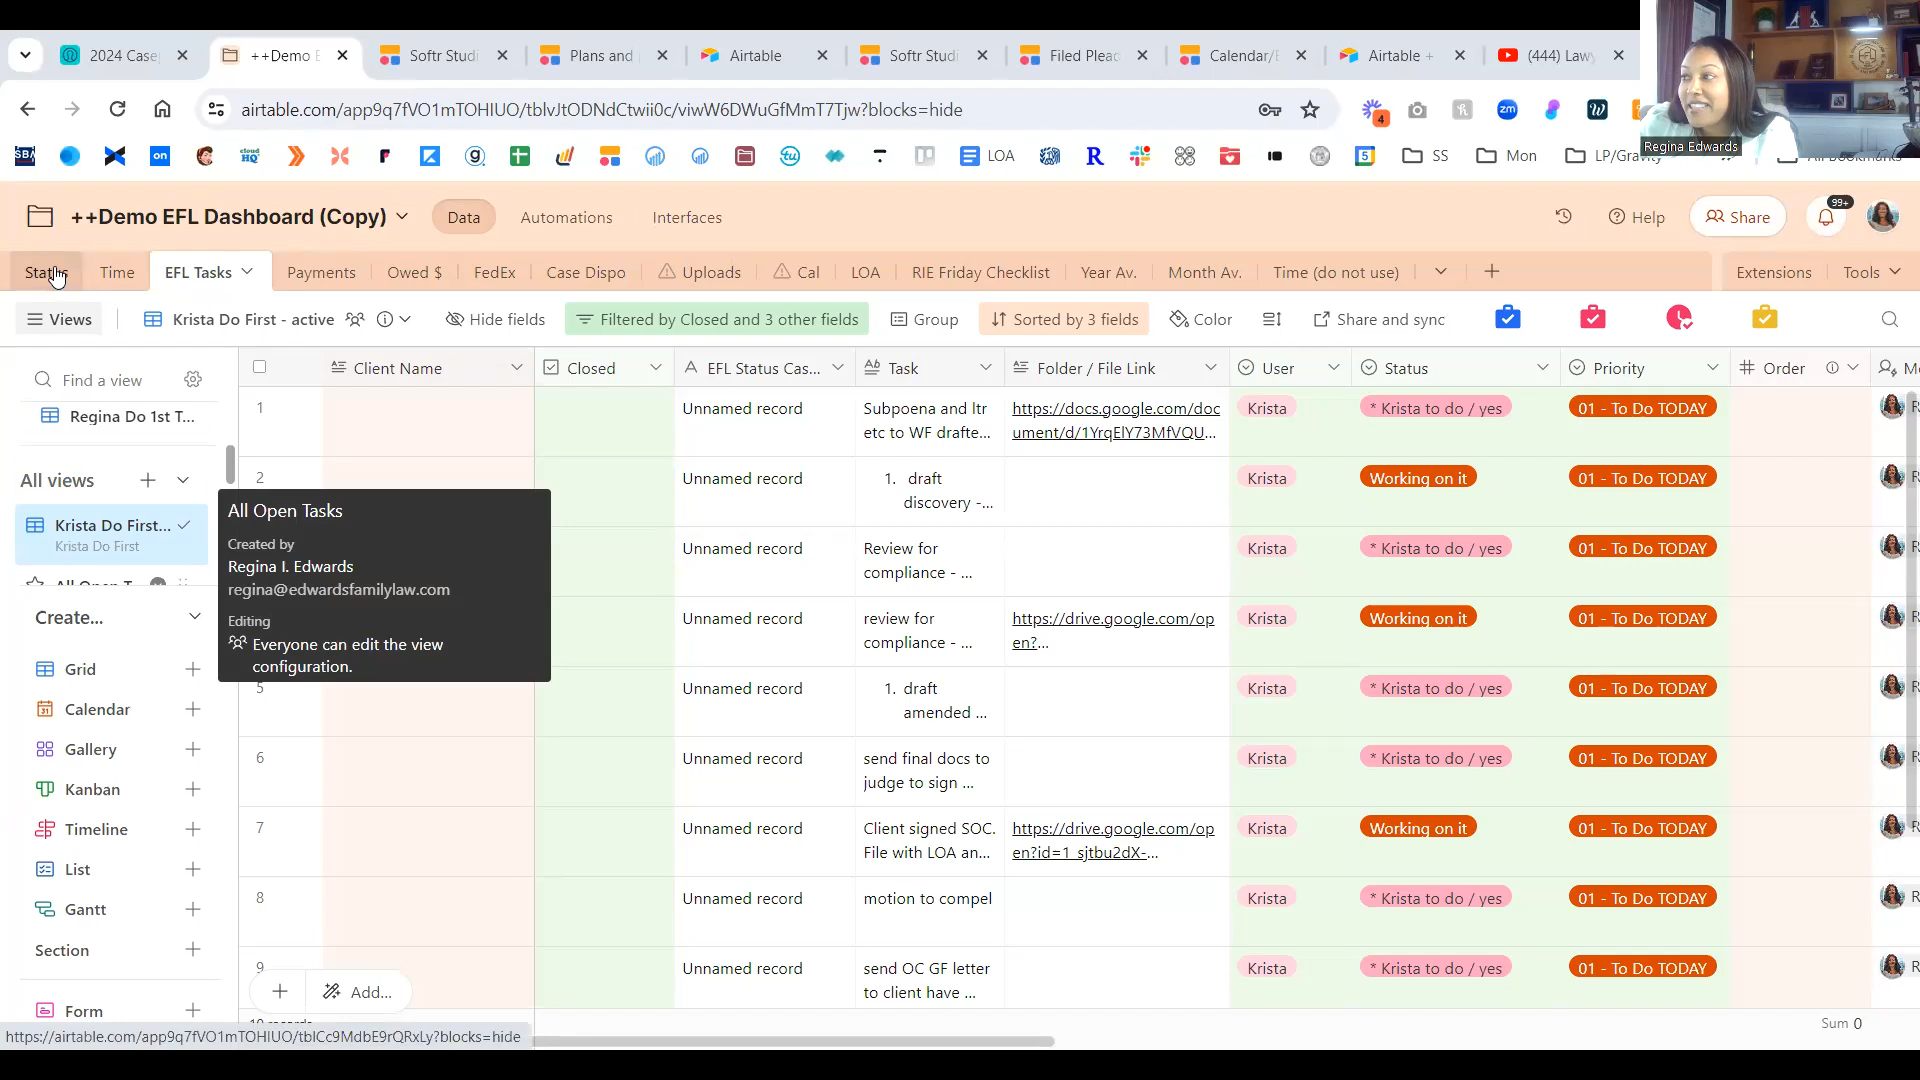 2024 Case
++Demo E
Softr Studi
Plans and
Airtable
Softr Studi
Filed Plead
Calendar/E
Airtable +
(444) Law
airtable.com/app9q7fVO1mTOHIUO/tblvJtODNdCtwii0c/viwW6DWuGfMmT7Tjw?blocks=hide
4
zm
SBA
on
cloud HQ
LOA
5
SS
Mon
LP/Gravity
All Bookmarks
Regina Edwards
++Demo EFL Dashboard (Copy)
Data
Automations
Interfaces
Help
Share
99+
Status
Time
EFL Tasks
Payments
Owed $
FedEx
Case Dispo
Uploads
Cal
LOA
RIE Friday Checklist
Year Av.
Month Av.
Time (do not use)
Extensions
Tools
Views
Krista Do First - active
Hide fields
Filtered by Closed and 3 other fields
Group
Sorted by 3 fields
Color
Share and sync
Find a view
Regina Do 1st T...
All views
Krista Do First...
Krista Do First
All Open T...
Create...
Grid
Calendar
Gallery
Kanban
Timeline
List
Gantt
Section
Form
All Open Tasks
Created by
Regina I. Edwards
regina@edwardsfamilylaw.com
Editing
Everyone can edit the view
configuration.
Client Name
Closed
EFL Status Cas...
Task
Folder / File Link
User
Status
Priority
Order
1
Unnamed record
Subpoena and ltr
etc to WF drafte...
https://docs.google.com/doc
ument/d/1YrqElY73MfVQU...
Krista
* Krista to do / yes
01 - To Do TODAY
2
Unnamed record
1. draft
discovery -...
Krista
Working on it
01 - To Do TODAY
Unnamed record
Review for
compliance - ...
Krista
* Krista to do / yes
01 - To Do TODAY
Unnamed record
review for
compliance - ...
https://drive.google.com/op
en?...
Krista
Working on it
01 - To Do TODAY
5
Unnamed record
1. draft
amended ...
Krista
* Krista to do / yes
01 - To Do TODAY
6
Unnamed record
send final docs to
judge to sign ...
Krista
* Krista to do / yes
01 - To Do TODAY
7
Unnamed record
Client signed SOC.
File with LOA an...
https://drive.google.com/op
en?id=1_sjtbu2dX-...
Krista
Working on it
01 - To Do TODAY
8
Unnamed record
motion to compel
Krista
* Krista to do / yes
01 - To Do TODAY
9
Unnamed record
send OC GF letter
to client have ...
Krista
* Krista to do / yes
01 - To Do TODAY
Add...
Sum 0
https://airtable.com/app9q7fVO1mTOHIUO/tblCc9MdbE9rQRxLy?blocks=hide